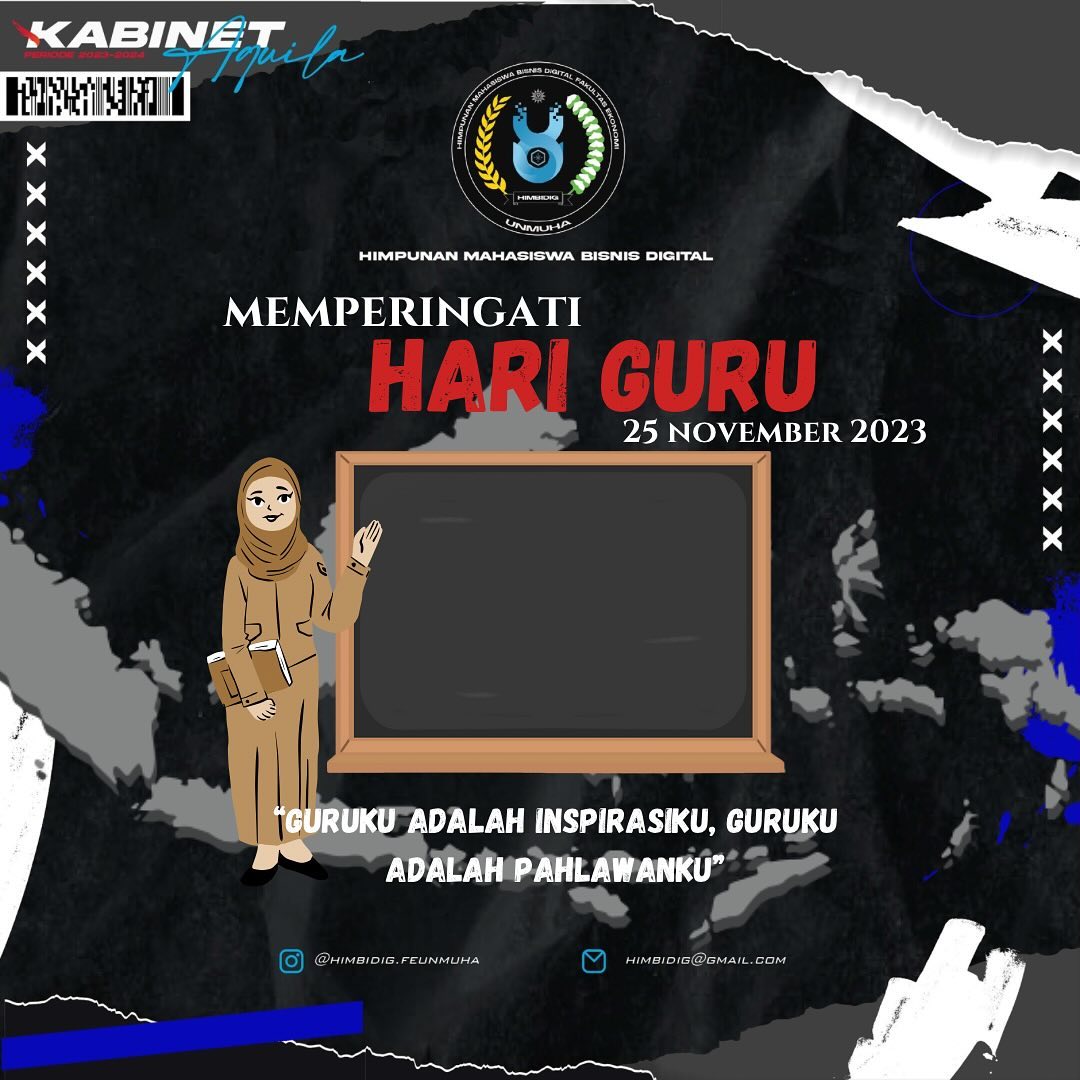 KABINET
Aquila
PERIODE 2023-2024
HIMPUNAN MAHASISWA BISNIS DIGITAL FAKULTAS EKONOMI
HIMBIDIG
UNMUHA
HIMPUNAN MAHASISWA BISNIS DIGITAL
MEMPERINGATI
HARI GURU
25 NOVEMBER 2023
“GURUKU ADALAH INSPIRASIKU, GURUKU
ADALAH PAHLAWANKU”
@HIMBIDIG.FEUNMUHA
HIMBIDIG@GMAIL.COM